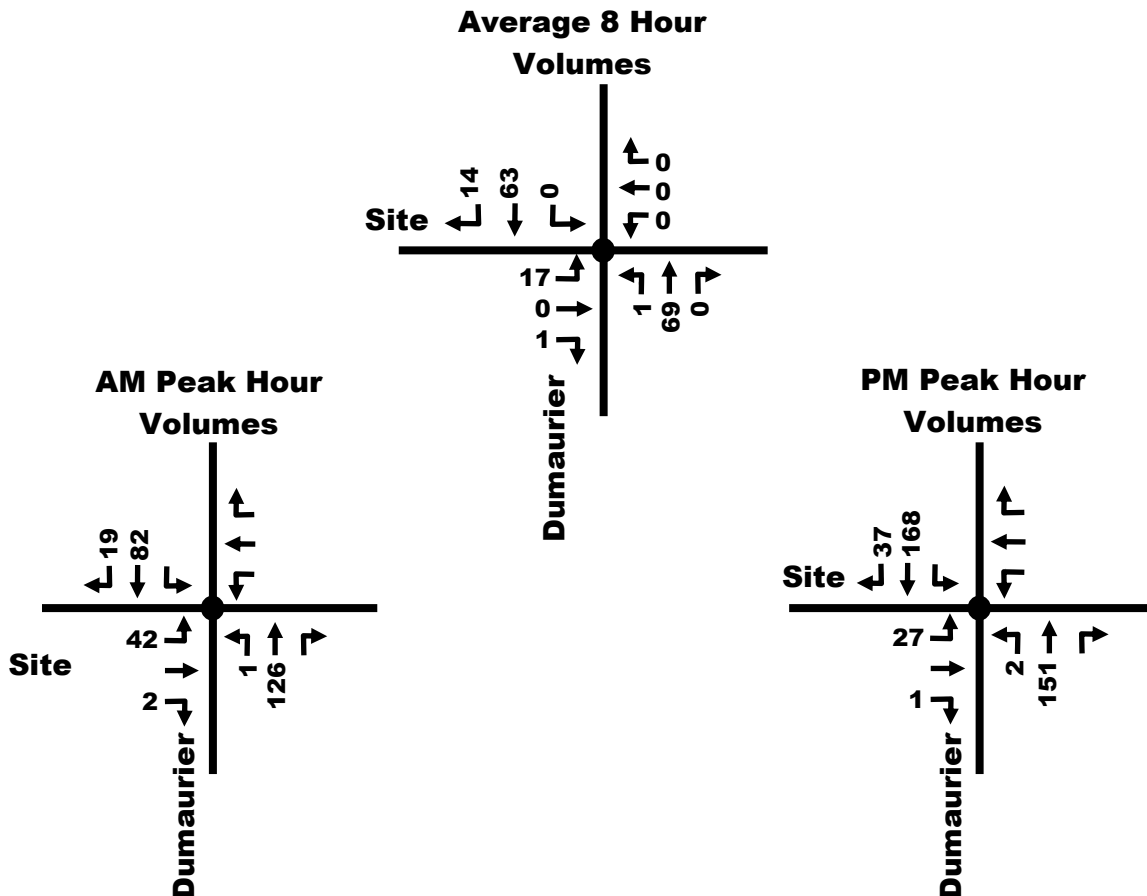 Average 8 Hour
Volumes
14 63 0
0
0
0
Site
17
0
1
1 69 0
Dumaurier
AM Peak Hour
Volumes
19 82
42
2
1 126
Site
Dumaurier
PM Peak Hour
Volumes
37 168
Site
27
1
2 151
Dumaurier